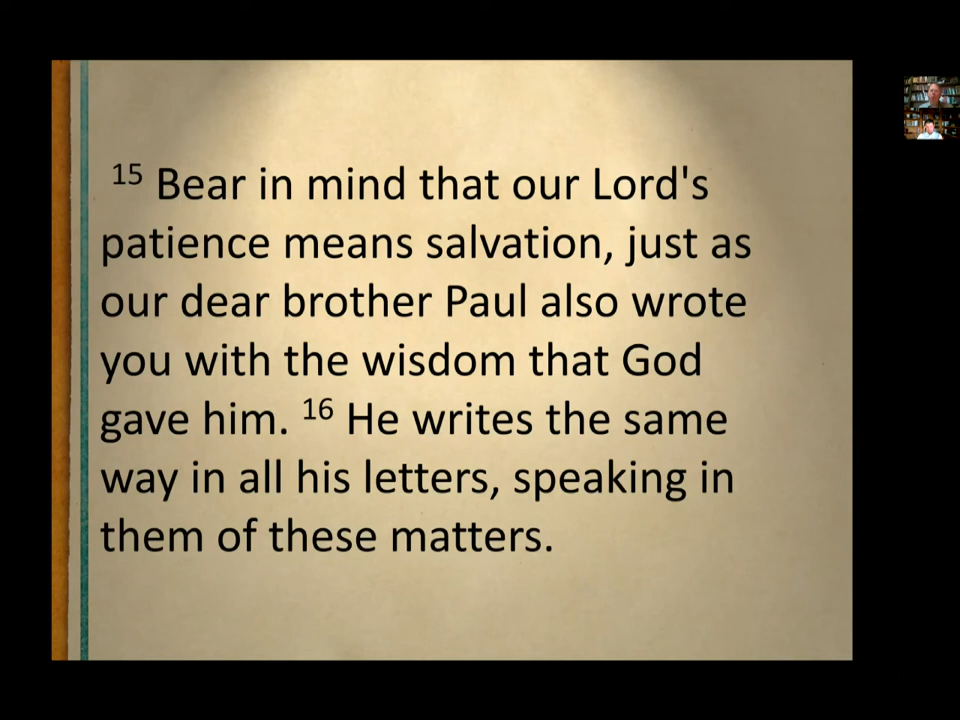 15 Bear in mind that our Lord's
patience means salvation, just as
our dear brother Paul also wrote
you with the wisdom that God
gave him. 16 He writes the same
way in all his letters, speaking in
them of these matters.